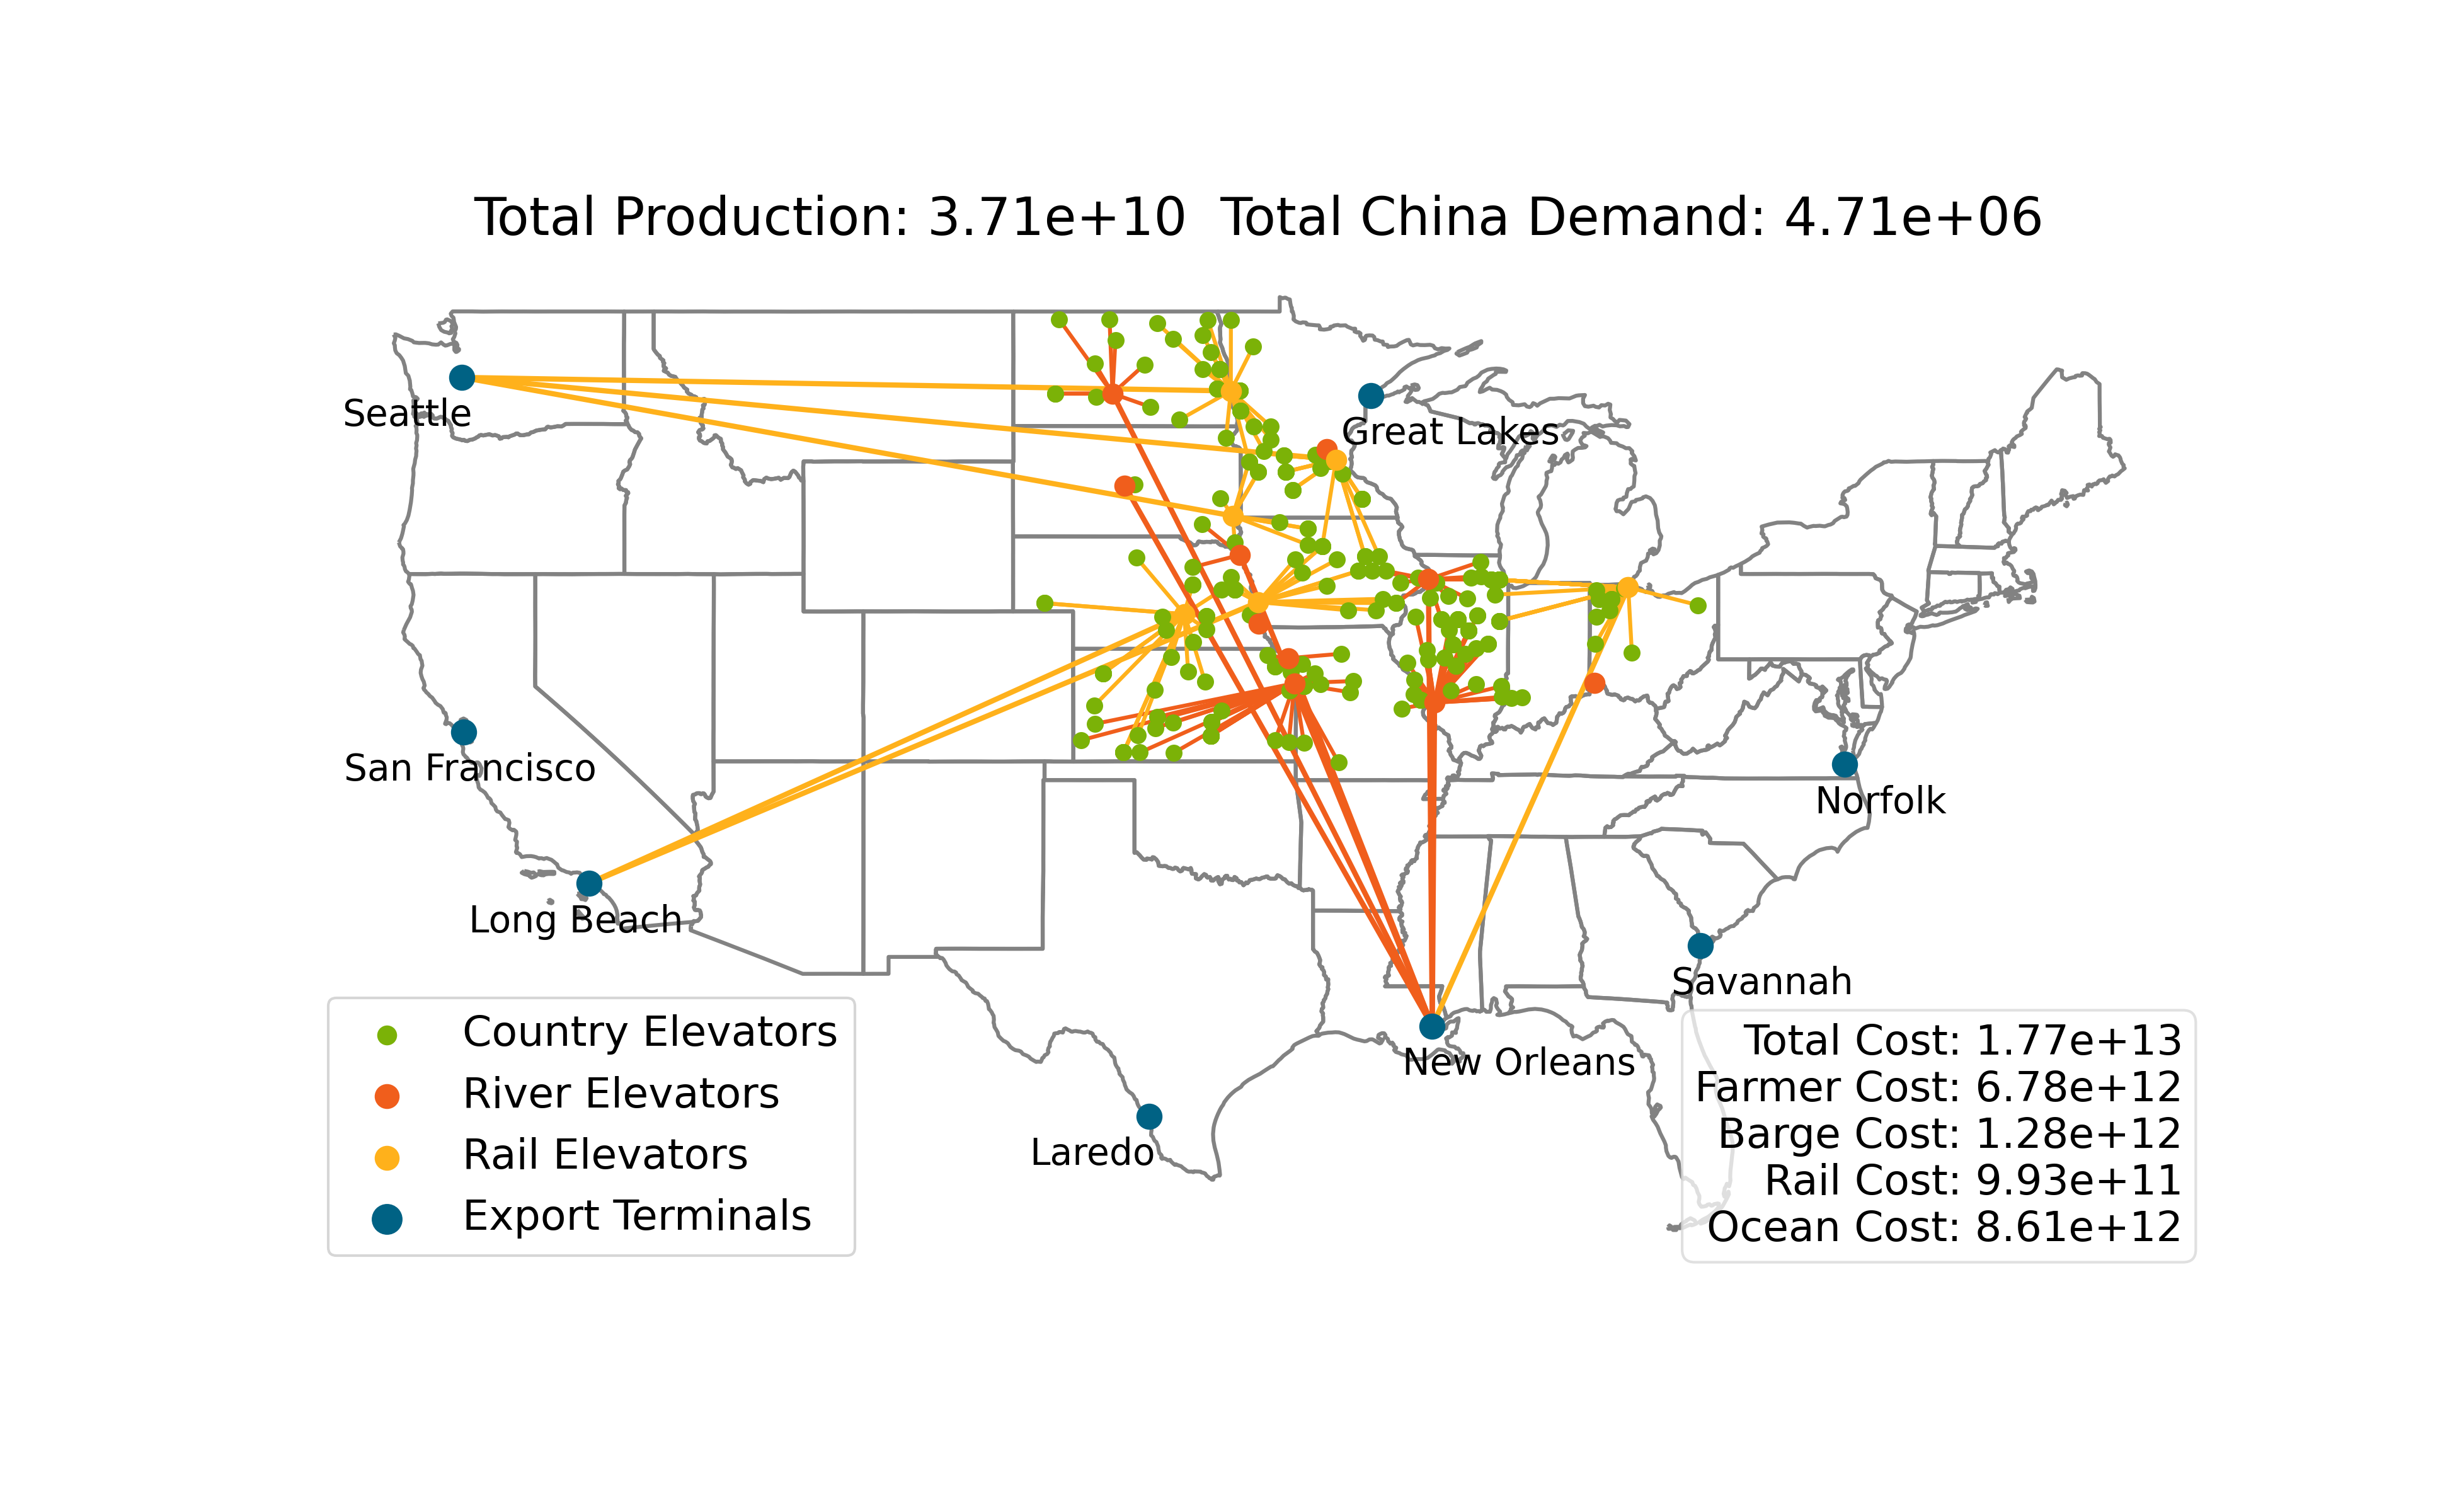 Total Production: 3.71e+10  Total China Demand: 4.71e+06
Seattle
Great Lakes
San Francisco
Norfolk
Long Beach
Savannah
New Orleans
Laredo
Country Elevators
River Elevators
Rail Elevators
Export Terminals
Total Cost: 1.77e+13
Farmer Cost: 6.78e+12
Barge Cost: 1.28e+12
Rail Cost: 9.93e+11
Ocean Cost: 8.61e+12